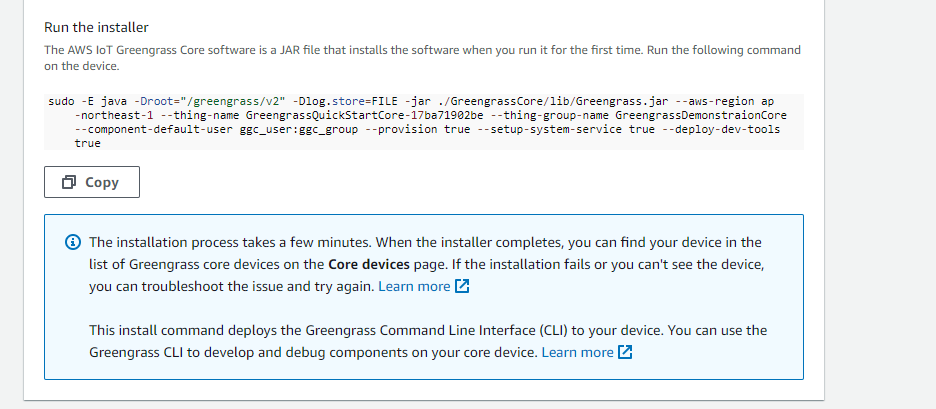 Run the installer
The AWS IoT Greengrass Core software is a JAR file that installs the software when you run it for the first time. Run the following command
on the device.
sudo -E java -Droot="/greengrass/v2" -Dlog.store=FILE -jar ./GreengrassCore/lib/Greengrass.jar --aws-region ap
-northeast-1 --thing-name GreengrassQuickStartCore-17ba71902be --thing-group-name GreengrassDemonstraionCore
--component-default-user ggc_user:ggc_group --provision true --setup-system-service true --deploy-dev-tools
true
Copy
The installation process takes a few minutes. When the installer completes, you can find your device in the
list of Greengrass core devices on the Core devices page. If the installation fails or you can't see the device,
you can troubleshoot the issue and try again. Learn more
This install command deploys the Greengrass Command Line Interface (CLI) to your device. You can use the
Greengrass CLI to develop and debug components on your core device. Learn more